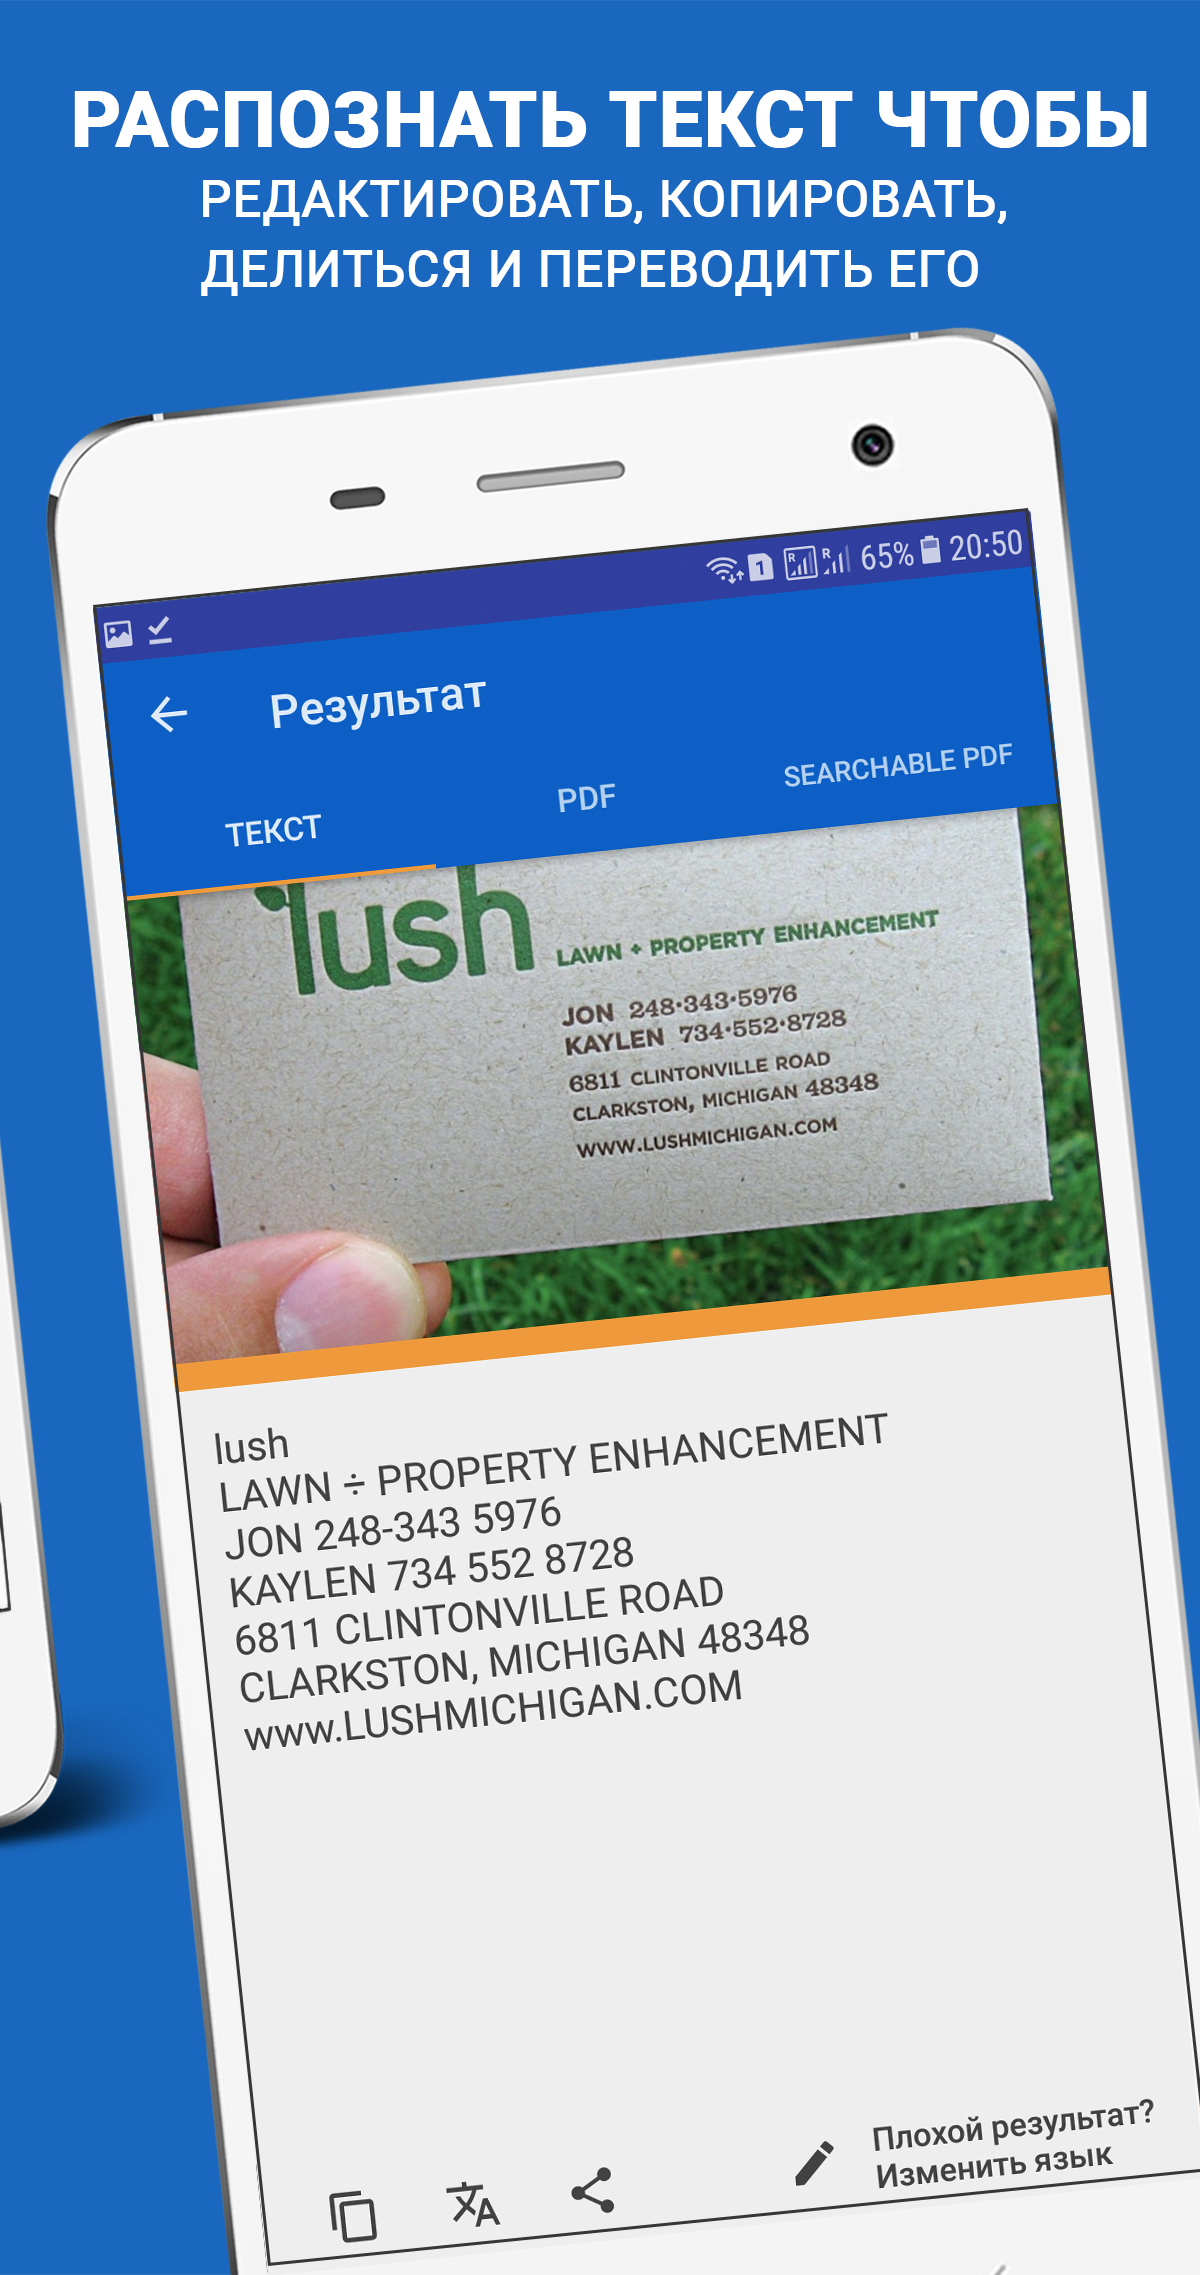 РАСПОЗНАТЬ ТЕКСТ ЧТОБЫ
РЕДАКТИРОВАТЬ, КОПИРОВАТЬ,
ДЕЛИТЬСЯ И ПЕРЕВОДИТЬ ЕГО
1 R R 65% 20:50
Результат
ТЕКСТ PDF SEARCHABLE PDF
lush
LAWN + PROPERTY ENHANCEMENT
JON 248·343·5976
KAYLEN 734·552·8728
6811 CLINTONVILLE ROAD
CLARKSTON, MICHIGAN 48348
WWW.LUSHMICHIGAN.COM
lush
LAWN ÷ PROPERTY ENHANCEMENT
JON 248-343 5976
KAYLEN 734 552 8728
6811 CLINTONVILLE ROAD
CLARKSTON, MICHIGAN 48348
www.LUSHMICHIGAN.COM
Плохой результат?
Изменить язык